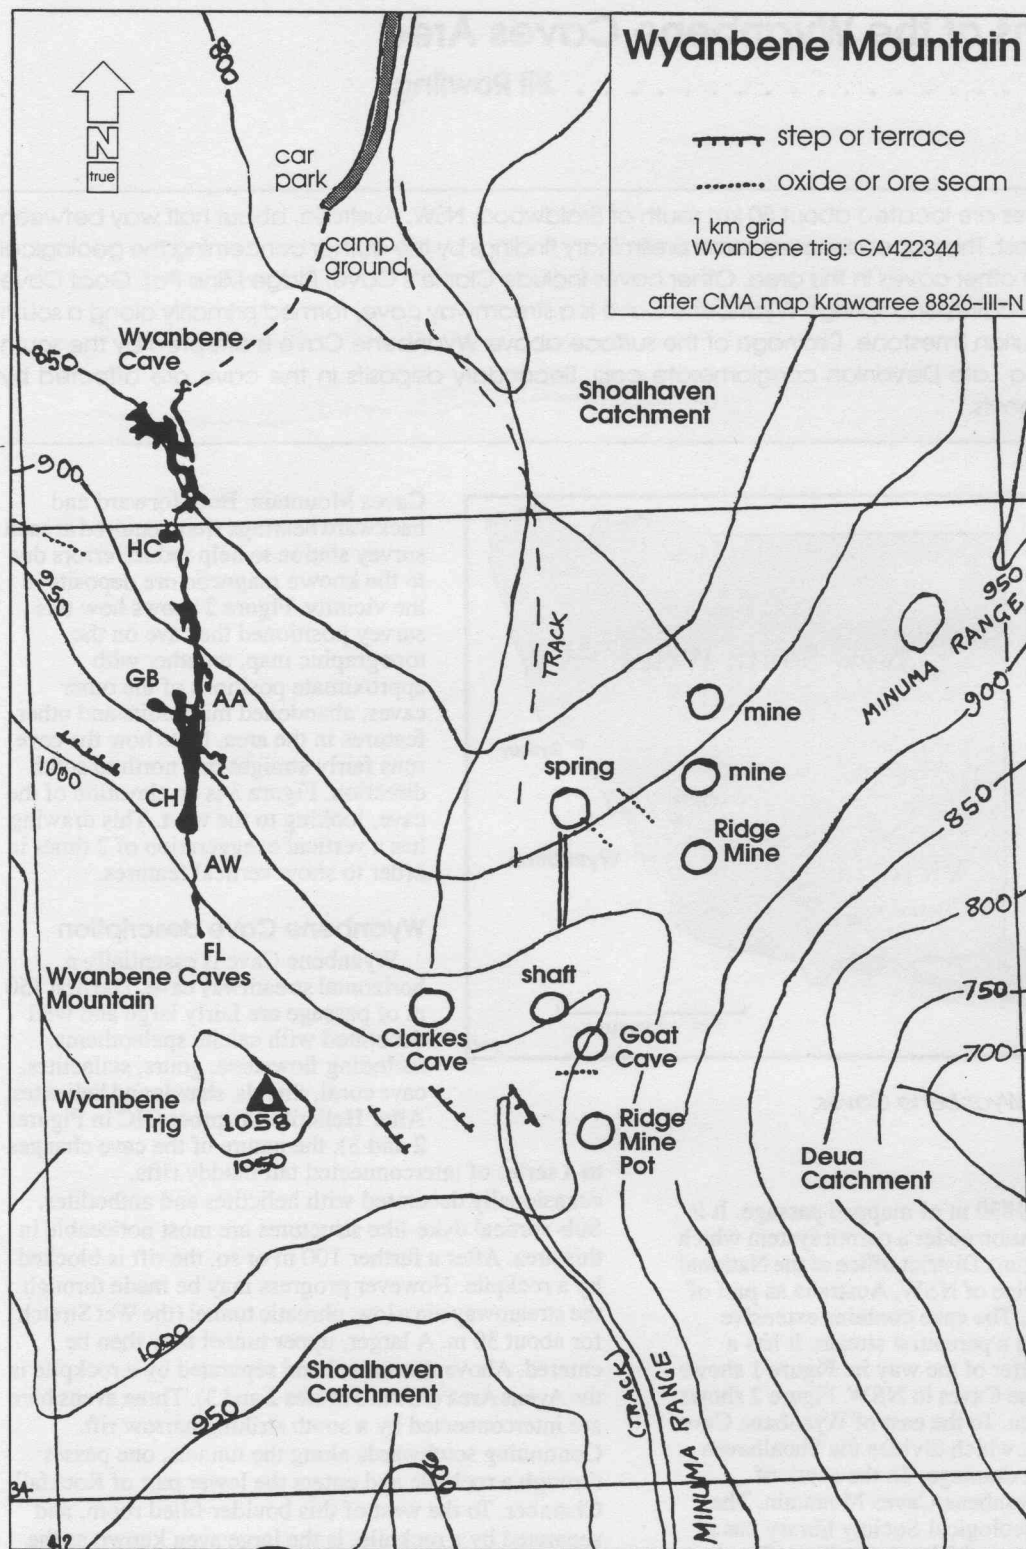 Wyanbene Mountain
step or terrace
oxide or ore seam
1 km grid
Wyanbene trig: GA422344
after CMA map Krawarree 8826-III-N
N
true
800
car
park
camp
ground
Wyanbene
Cave
850
Shoalhaven
Catchment
900
HC
950
950
TRACK
MINUMA RANGE
GB
AA
mine
900
1000
spring
mine
CH
850
Ridge
Mine
AW
800
FL
Wyanbene Caves
Mountain
shaft
750
Clarkes
Cave
Goat
Cave
700
Wyanbene
Trig
1058
1050
Ridge
Mine
Pot
Deua
Catchment
1000
Shoalhaven
Catchment
950
(TRACK)
MINUMA RANGE
900
34
42